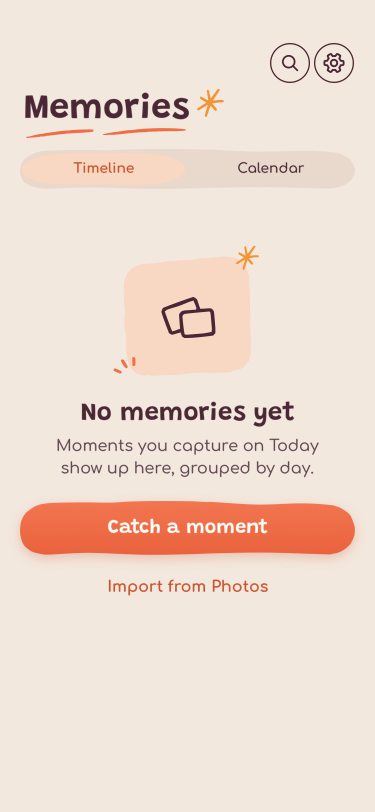 Memories
Timeline
Calendar
No memories yet
Moments you capture on Today
show up here, grouped by day.
Catch a moment
Import from Photos